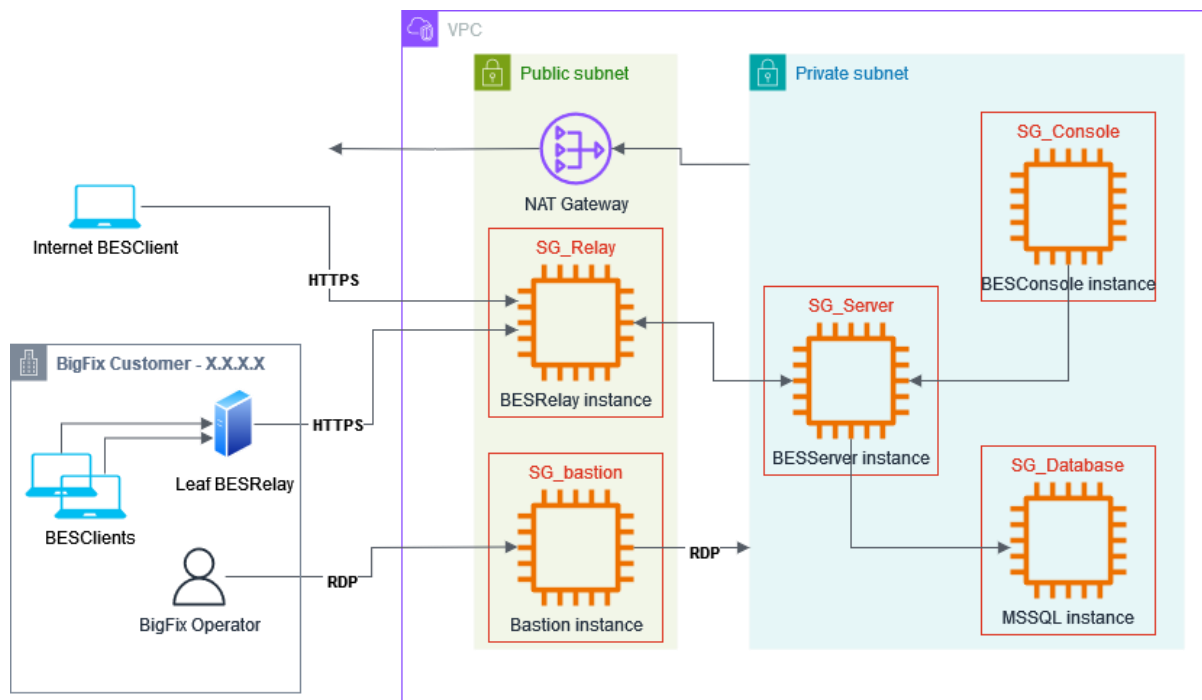 VPC
Public subnet
Private subnet
SG_Console
NAT Gateway
Internet BESClient
SG_Relay
HTTPS
BESConsole instance
SG_Server
BigFix Customer - X.X.X.X
BESRelay instance
HTTPS
BESServer instance
SG_bastion
SG_Database
Leaf BESRelay
BESClients
RDP
RDP
BigFix Operator
Bastion instance
MSSQL instance